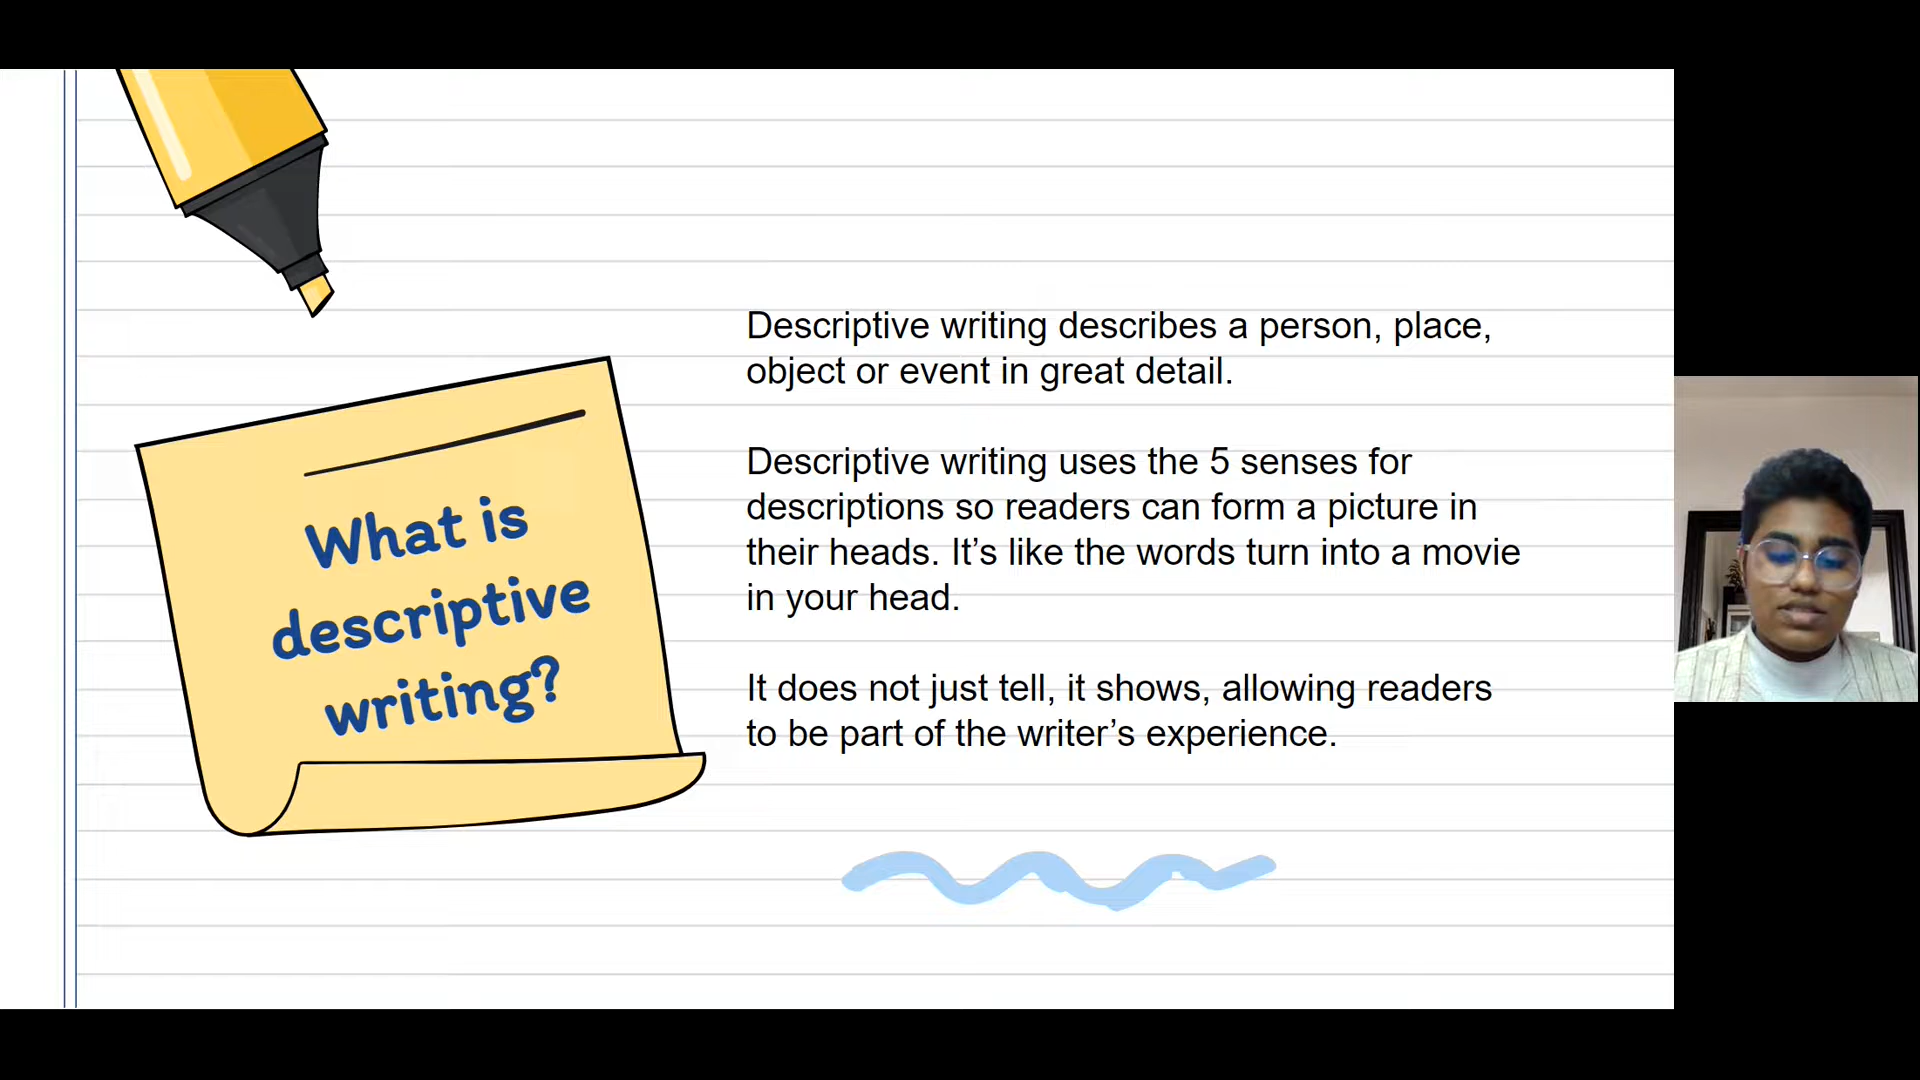 What is
descriptive
writing?
Descriptive writing describes a person, place,
object or event in great detail.
Descriptive writing uses the 5 senses for
descriptions so readers can form a picture in
their heads. It’s like the words turn into a movie
in your head.
It does not just tell, it shows, allowing readers
to be part of the writer’s experience.